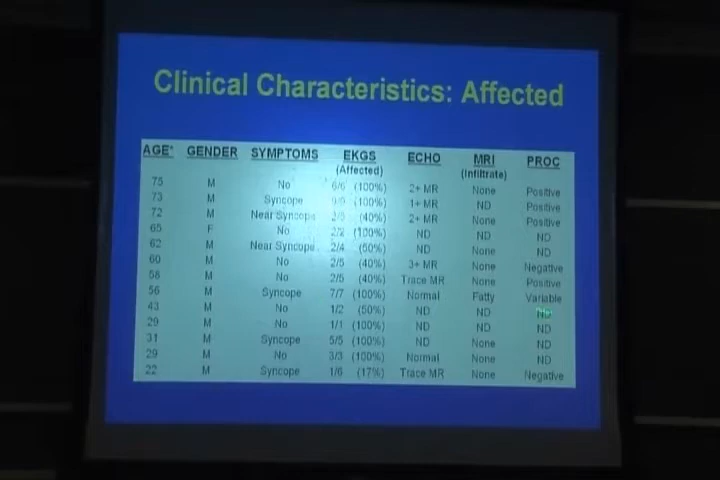 Clinical Characteristics: Affected
AGE* GENDER SYMPTOMS EKGS ECHO MRI PROC
(Affected) (Infiltrate)
75 M No 6/6 (100%) 2+ MR None Positive
73 M Syncope (100%) 1+ MR ND Positive
72 M Near Syncope 2/5 (40%) 2+ MR None Positive
65 F No 2/2 (100%) ND ND ND
62 M Near Syncope 2/4 (50%) ND None ND
60 M No 2/5 (40%) 3+ MR None Negative
58 M No 2/5 (40%) Trace MR None Positive
56 M Syncope 7/7 (100%) Normal Fatty Variable
43 M No 1/2 (50%) ND ND ND
29 M No 1/1 (100%) ND ND ND
31 M Syncope 5/5 (100%) ND None ND
29 M No 3/3 (100%) Normal None ND
22 M Syncope 1/6 (17%) Trace MR None Negative